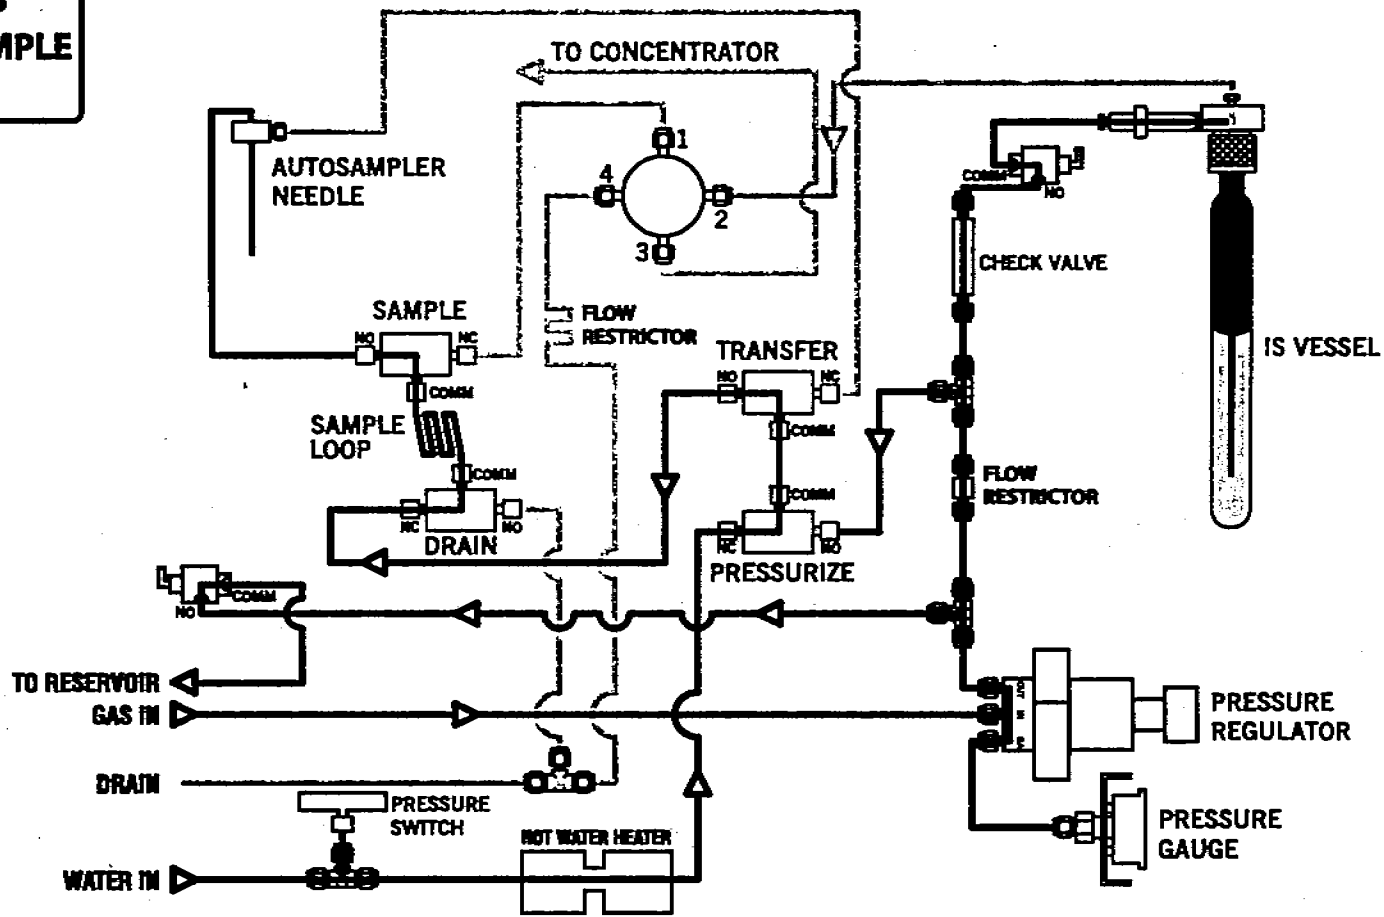 MPLE
TO CONCENTRATOR
AUTOSAMPLER
NEEDLE
1
4
2
3
COMM
NO
CHECK VALVE
SAMPLE
NO
NC
COMM
FLOW
RESTRICTOR
TRANSFER
NO
NC
COMM
IS VESSEL
SAMPLE
LOOP
COMM
NC
NO
DRAIN
COMM
NC
NO
PRESSURIZE
FLOW
RESTRICTOR
COMM
NO
TO RESERVOIR
GAS IN
OUT
IN
PRESSURE
REGULATOR
DRAIN
PRESSURE
SWITCH
HOT WATER HEATER
PRESSURE
GAUGE
WATER IN